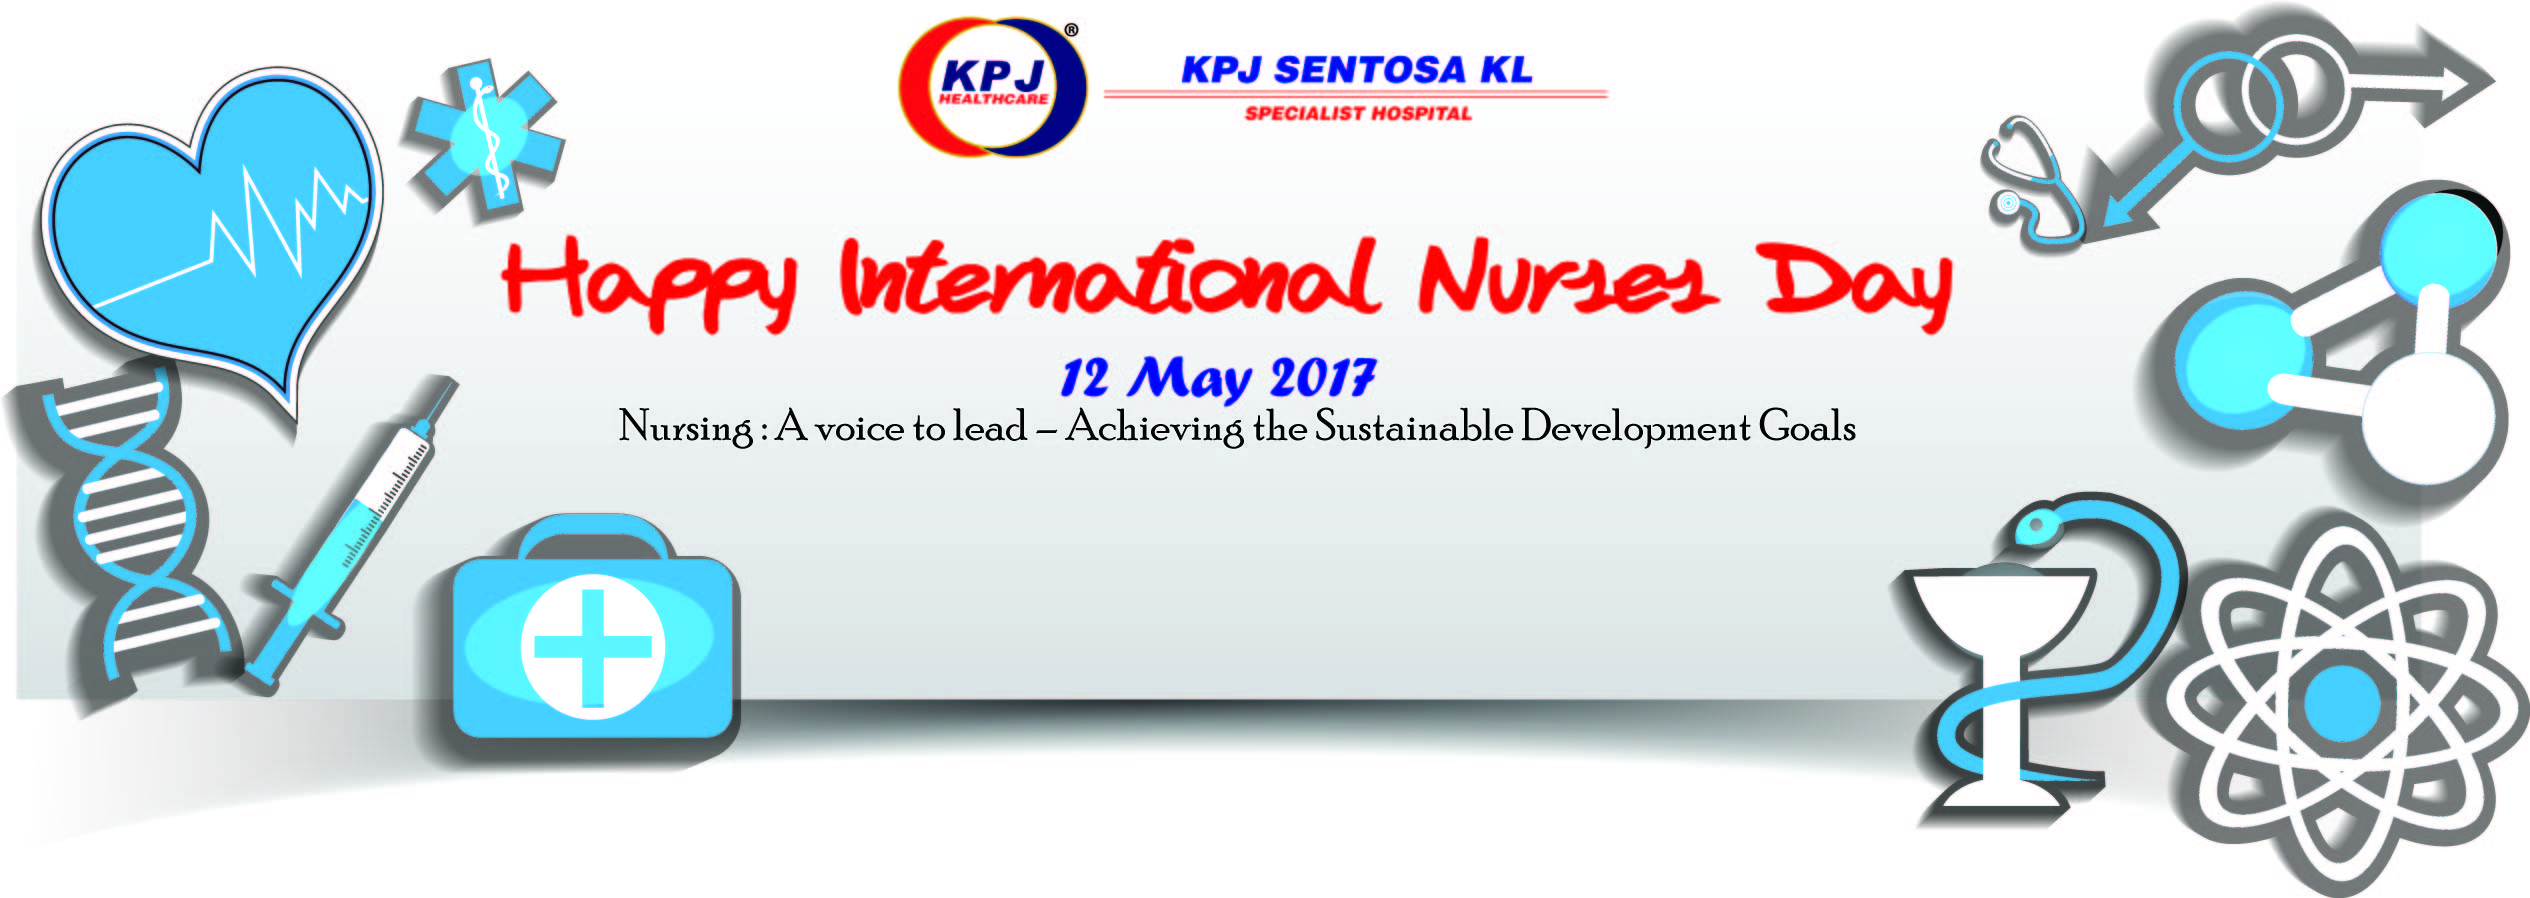 KPJ
HEALTHCARE
®
KPJ SENTOSA KL
SPECIALIST HOSPITAL
Happy International Nurses Day
12 May 2017
Nursing : A voice to lead – Achieving the Sustainable Development Goals